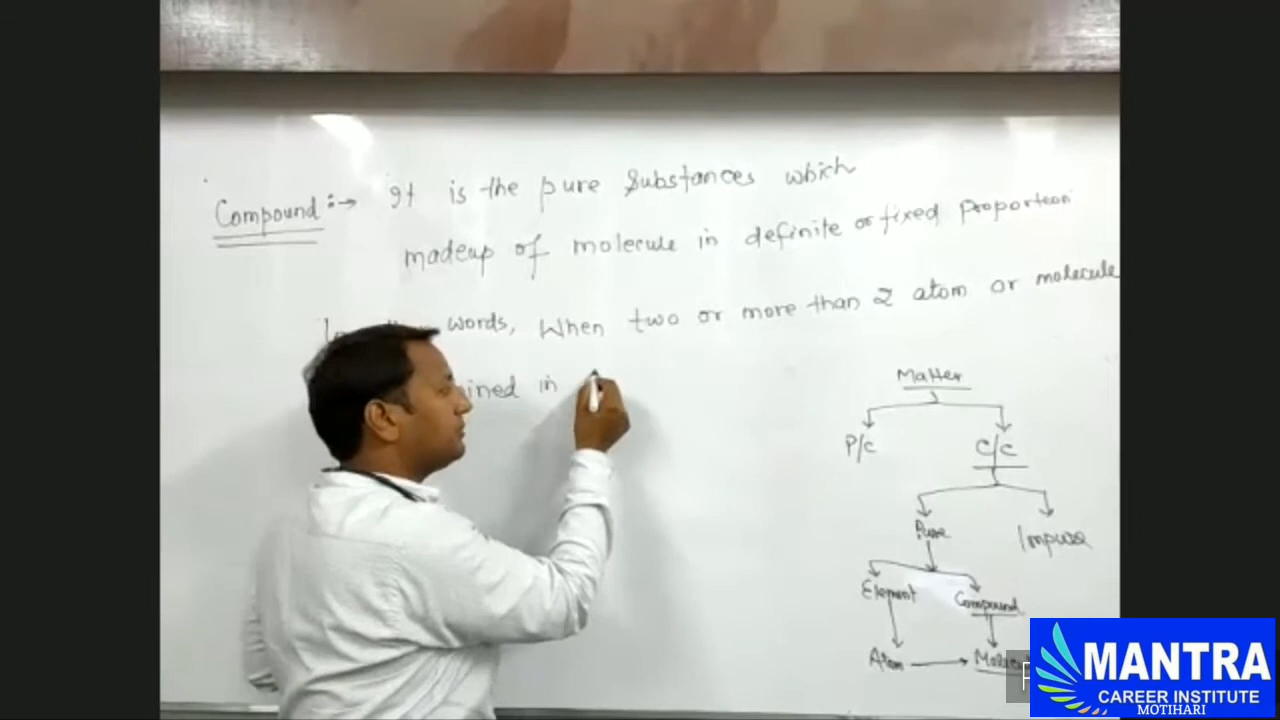 Compound :→ It is the pure substances which
madeup of molecule in definite or fixed proportion
words, When two or more than 2 atom or molecule
ined in
Matter
P/C C/C
Pure Impure
Element Compound
Atom → Molecul
MANTRA
CAREER INSTITUTE
MOTIHARI